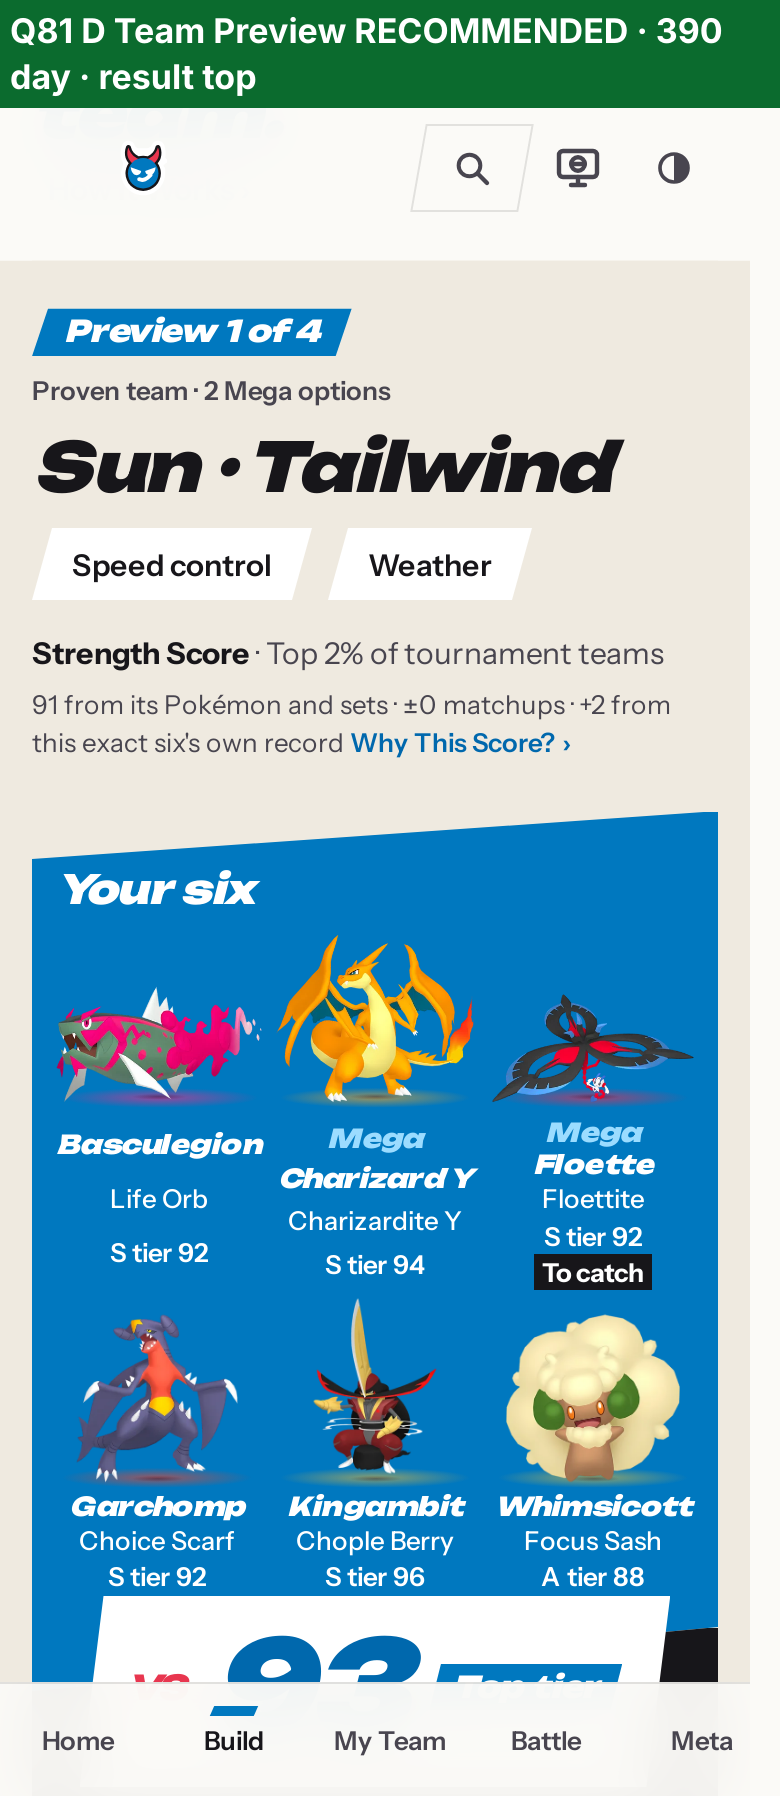 Q81 D Team Preview RECOMMENDED · 390
day · result top
Preview 1 of 4
Proven team · 2 Mega options
Sun · Tailwind
Speed control
Weather
Strength Score · Top 2% of tournament teams
91 from its Pokémon and sets · ±0 matchups · +2 from
this exact six's own record Why This Score? ›
Your six
Basculegion
Life Orb
S tier 92
Mega
Charizard Y
Charizardite Y
S tier 94
Mega
Floette
Floettite
S tier 92
To catch
Garchomp
Choice Scarf
S tier 92
Kingambit
Chople Berry
S tier 96
Whimsicott
Focus Sash
A tier 88
VS 93 Top tier
Home
Build
My Team
Battle
Meta